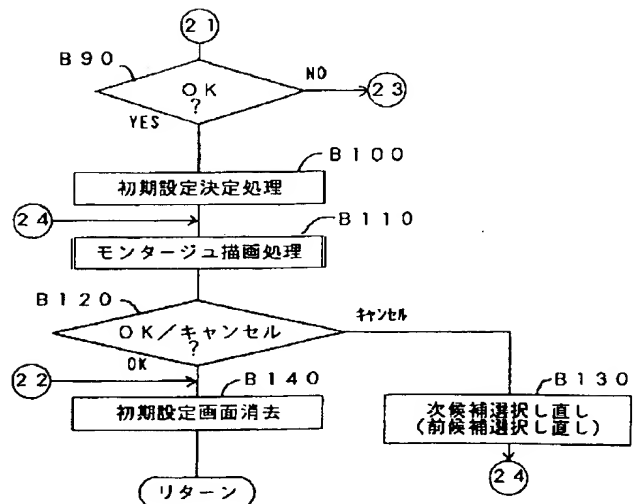 21
B90
OK
?
NO
23
YES
B100
初期設定決定処理
24
B110
モンタージュ描画処理
B120
OK/キャンセル
?
キャンセル
OK
22
B140
初期設定画面消去
B130
次候補選択し直し
(前候補選択し直し)
24
リターン